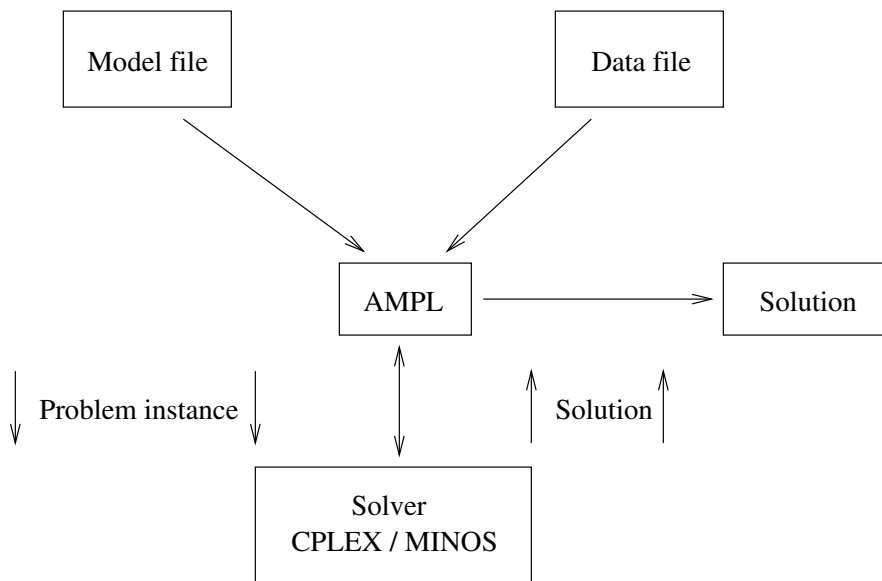 Model file
Data file
AMPL
Solution
Problem instance
Solution
Solver
CPLEX / MINOS